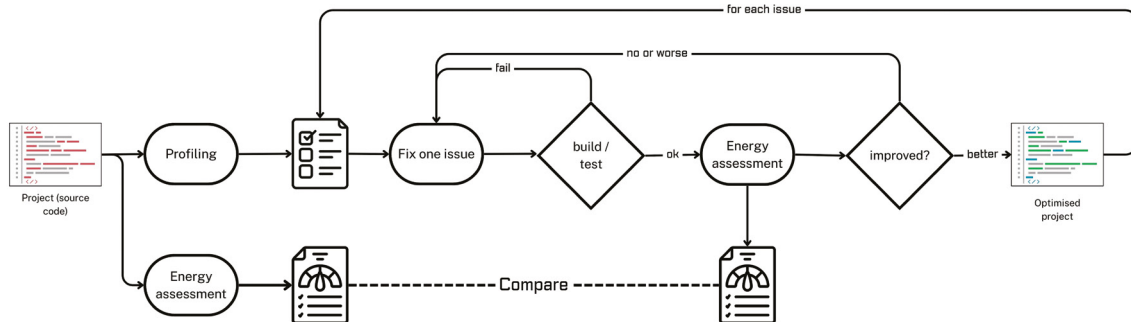 for each issue
no or worse
fail
Project (source
code)
Profiling
Fix one issue
build /
test
ok
Energy
assessment
improved?
better
Optimised
project
Energy
assessment
Compare